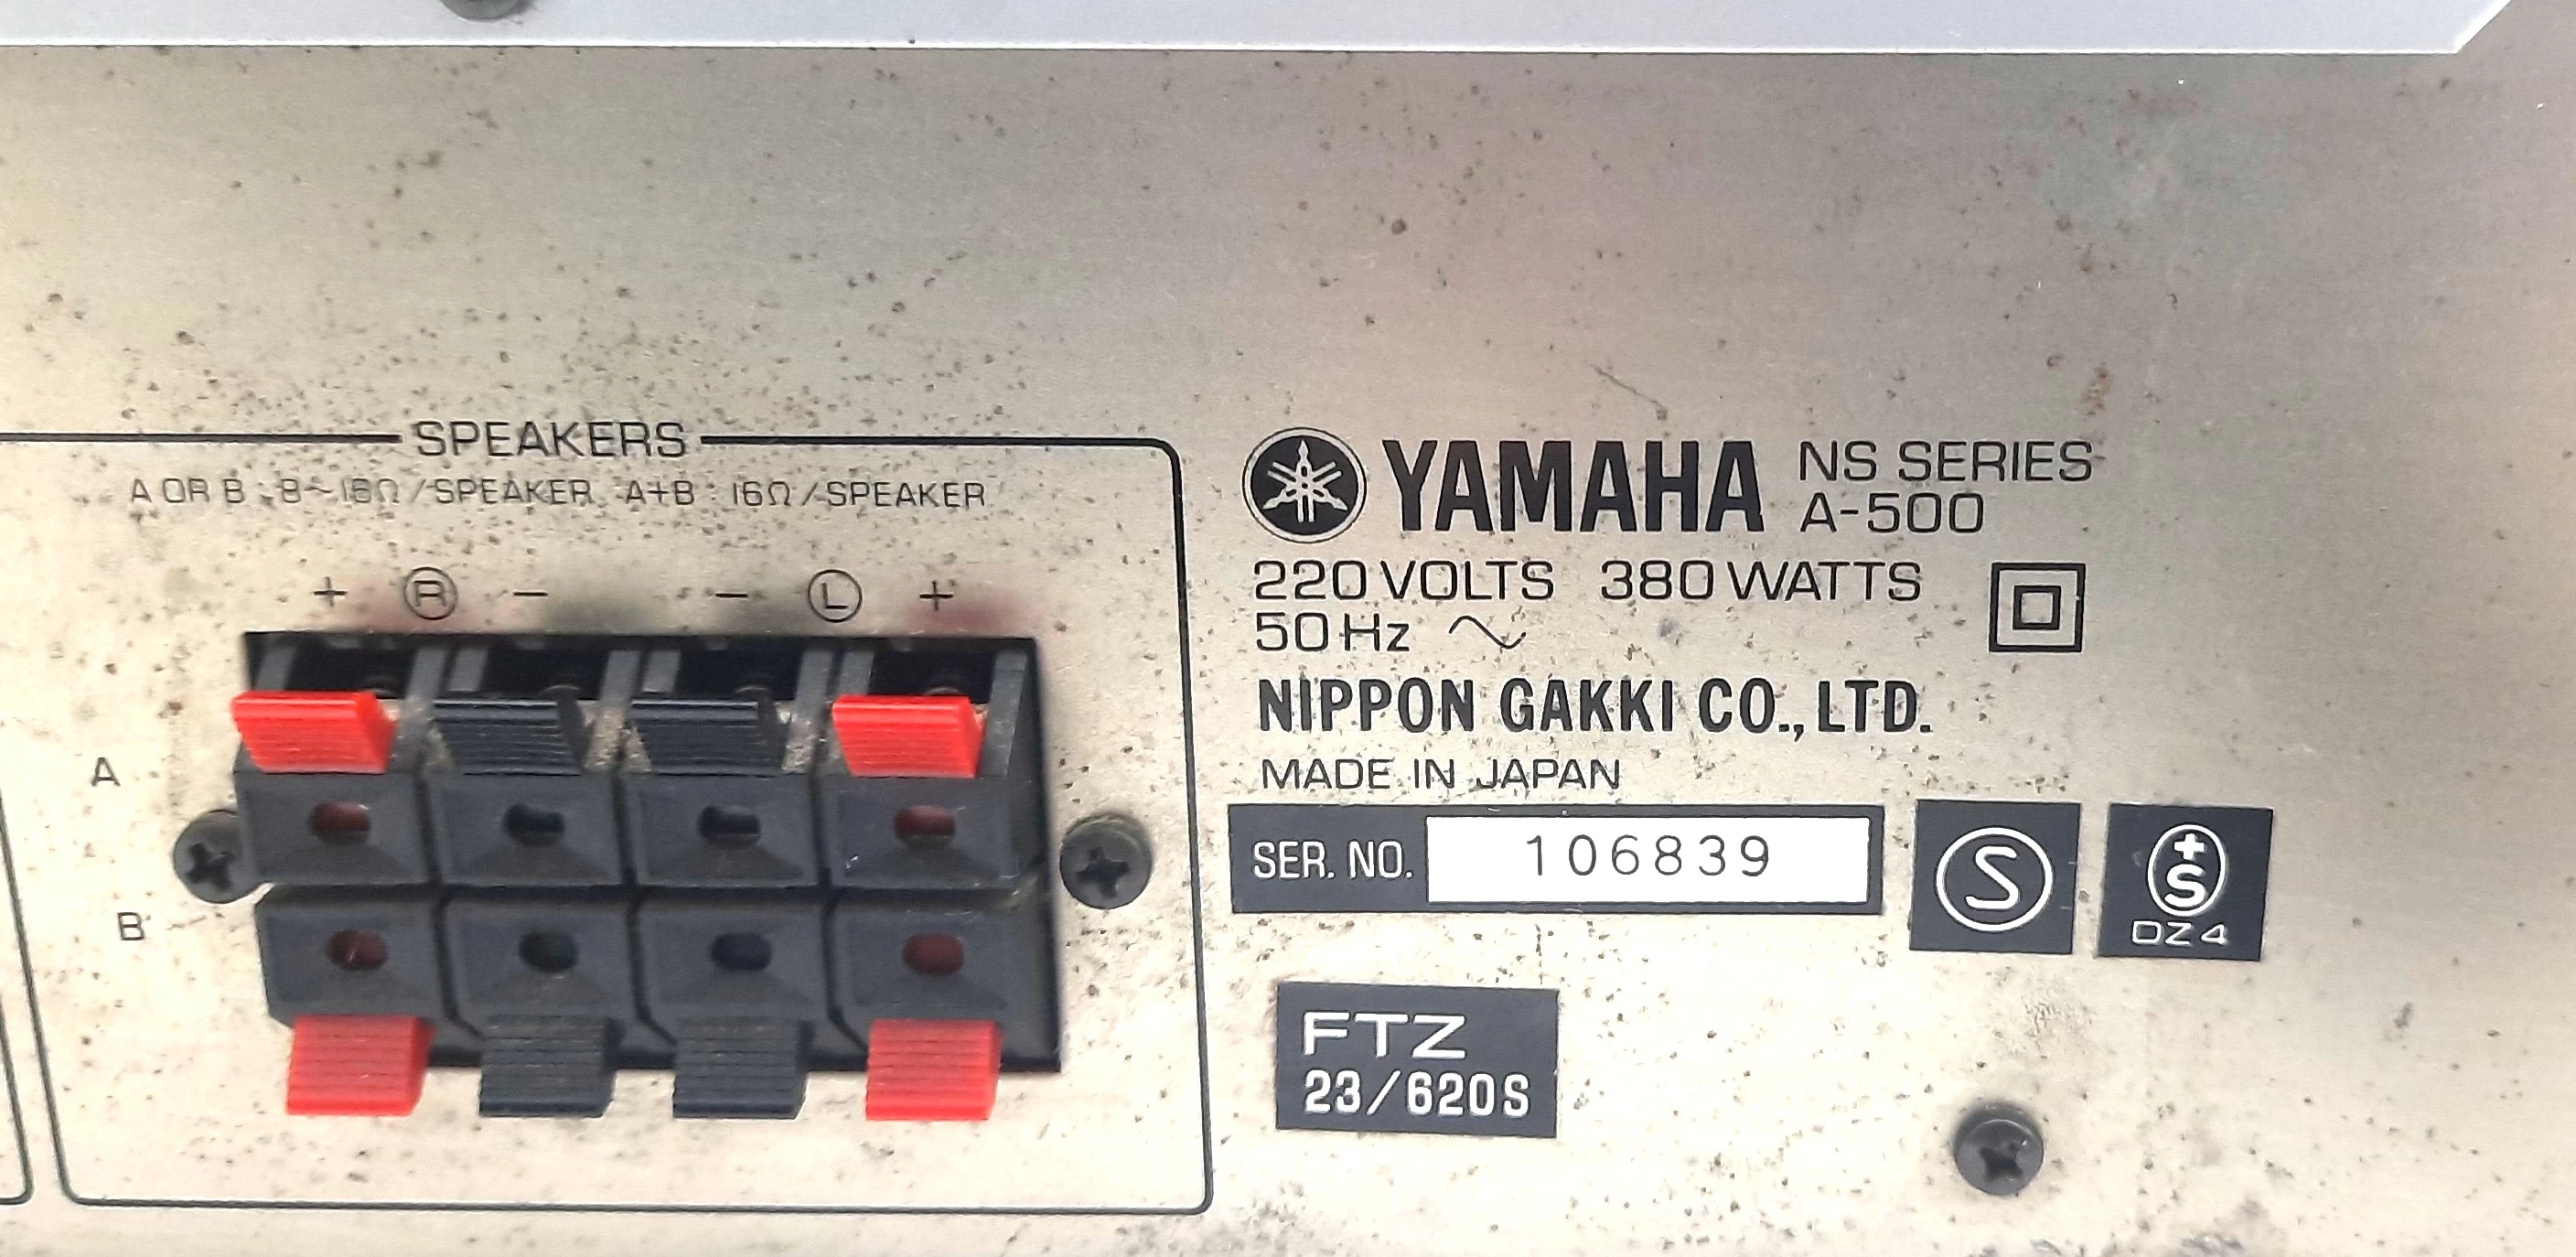 SPEAKERS
A OR B : 8~16Ω/SPEAKER A+B : 16Ω/SPEAKER
+ R - - L +
A
B
YAMAHA NS SERIES
A-500
220 VOLTS 380 WATTS
50 Hz ~
NIPPON GAKKI CO., LTD.
MADE IN JAPAN
SER. NO. 106839
S
+S
DZ4
FTZ
23/620S